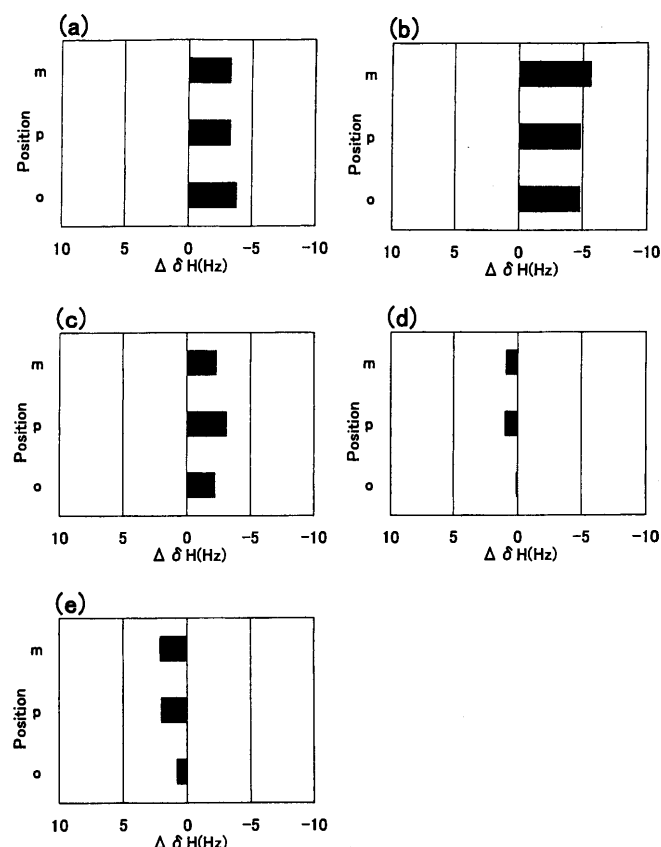 (a)
m
p
o
Position
10 5 0 -5 -10
Δ δ H(Hz)
(b)
m
p
o
Position
10 5 0 -5 -10
Δ δ H(Hz)
(c)
m
p
o
Position
10 5 0 -5 -10
Δ δ H(Hz)
(d)
m
p
o
Position
10 5 0 -5 -10
Δ δ H(Hz)
(e)
m
p
o
Position
10 5 0 -5 -10
Δ δ H(Hz)